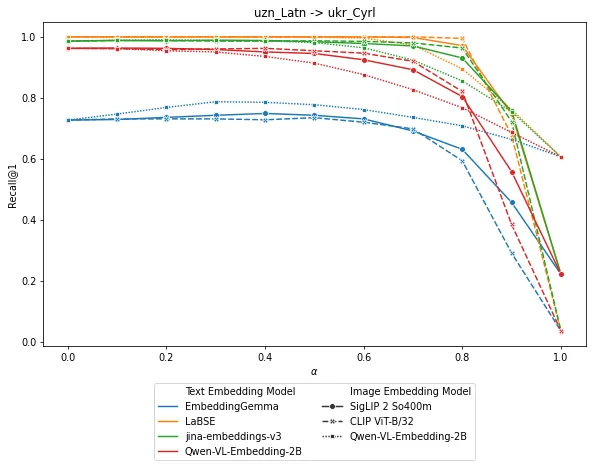 uzn_Latn -> ukr_Cyrl
1.0
0.8
0.6
0.4
0.2
0.0
Recall@1
0.0 0.2 0.4 0.6 0.8 1.0
α
Text Embedding Model Image Embedding Model
EmbeddingGemma SigLIP 2 So400m
LaBSE CLIP ViT-B/32
jina-embeddings-v3 Qwen-VL-Embedding-2B
Qwen-VL-Embedding-2B